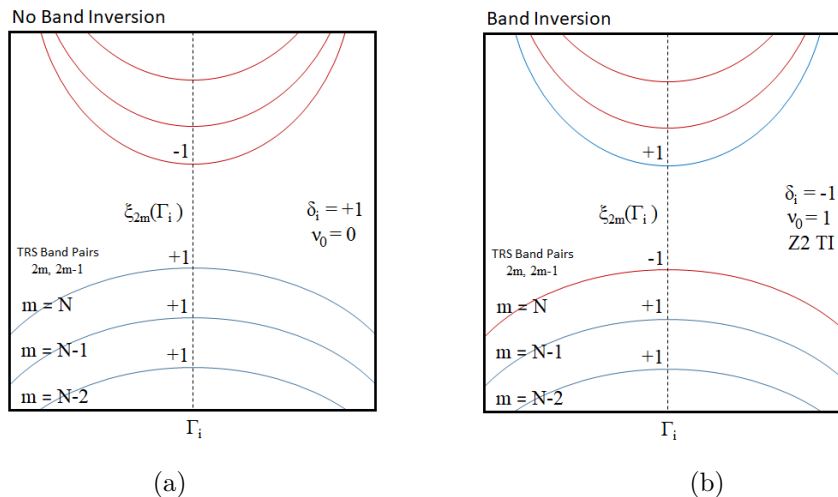 No Band Inversion
-1
ξ2m(Γi)
δi = +1
ν0 = 0
TRS Band Pairs
2m, 2m-1
+1
m = N
+1
m = N-1
+1
m = N-2
Γi
(a)
Band Inversion
+1
ξ2m(Γi)
δi = -1
ν0 = 1
Z2 TI
TRS Band Pairs
2m, 2m-1
-1
m = N
+1
m = N-1
+1
m = N-2
Γi
(b)